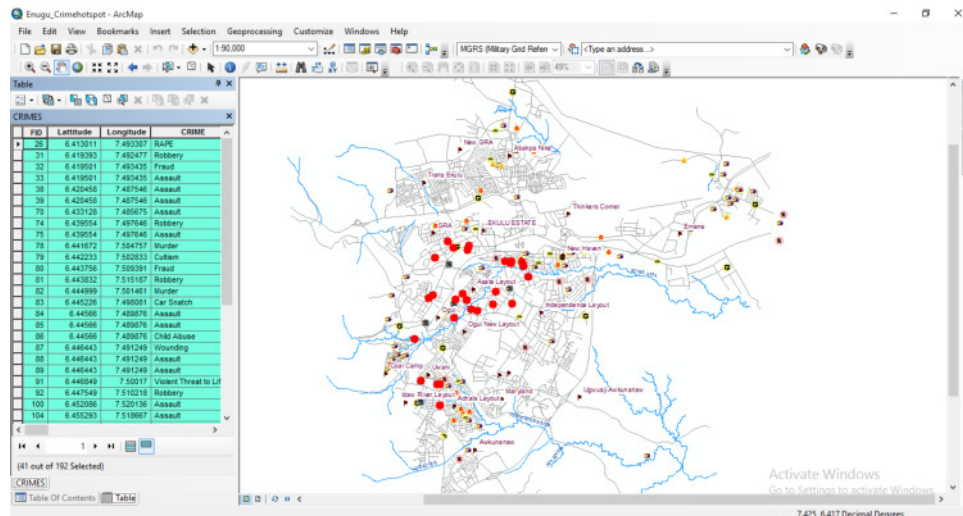 Enugu_Crimehotspot - ArcMap
File Edit View Bookmarks Insert Selection Geoprocessing Customize Windows Help
1:90,000
MGRS (Military Grid Refen
<Type an address...>
49%
Table
CRIMES
FID Lattitude Longitude CRIME
26 6.413011 7.493307 RAPE
31 6.419393 7.492477 Robbery
32 6.419501 7.493435 Fraud
33 6.419501 7.493435 Assault
38 6.420458 7.487546 Assault
39 6.420458 7.487546 Assault
70 6.433128 7.485675 Assault
74 6.439554 7.497646 Robbery
75 6.439554 7.497646 Assault
78 6.441672 7.504757 Murder
79 6.442233 7.502833 Cultism
80 6.443756 7.509391 Fraud
81 6.443832 7.515187 Robbery
82 6.444999 7.501461 Murder
83 6.445226 7.498081 Car Snatch
84 6.44566 7.489876 Assault
85 6.44566 7.489876 Assault
86 6.44566 7.489876 Child Abuse
87 6.446443 7.491249 Wounding
88 6.446443 7.491249 Assault
89 6.446443 7.491249 Assault
91 6.446849 7.50017 Violent Threat to Lif
92 6.447549 7.510218 Robbery
100 6.452086 7.520136 Assault
104 6.455293 7.518667 Assault
1
(41 out of 192 Selected)
CRIMES
Table Of Contents Table
New GRA
Abakpa Nike
Trans Ekulu
Thinkers Corner
GRA
EKULU ESTATE
Emene
New Haven
Asata Layout
Independence Layout
Ogui
Ogui New Layout
Coal Camp
Uwani
Idaw River Layout
Achara Layout
Maryland
Ugwuaji Awkunanaw
Awkunanaw
Activate Windows
Go to Settings to activate Windows.
7.425 6.417 Decimal Degrees